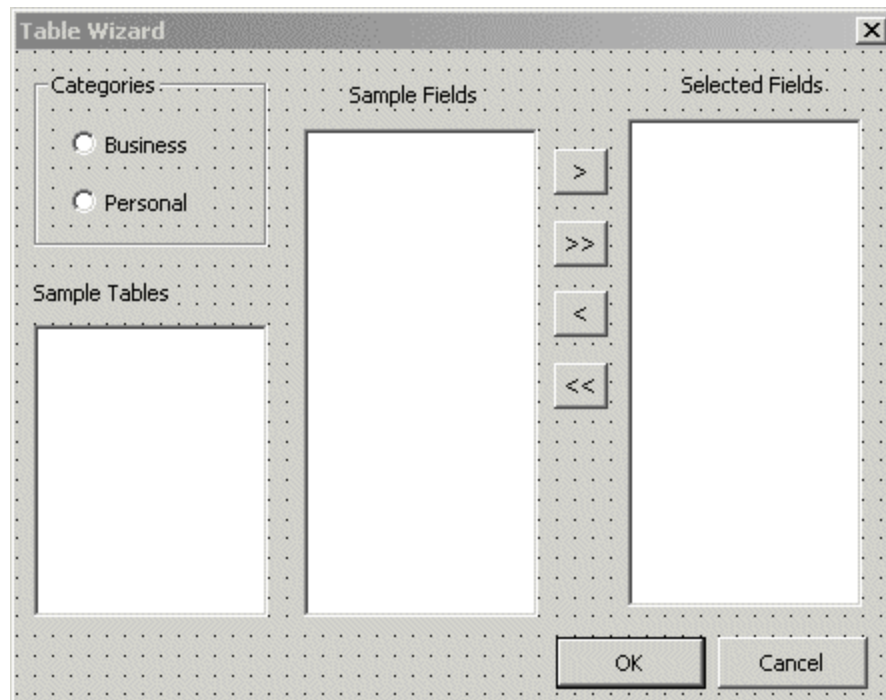 Table Wizard
Categories
Business
Personal
Sample Tables
Sample Fields
>
>>
<
<<
Selected Fields
OK
Cancel